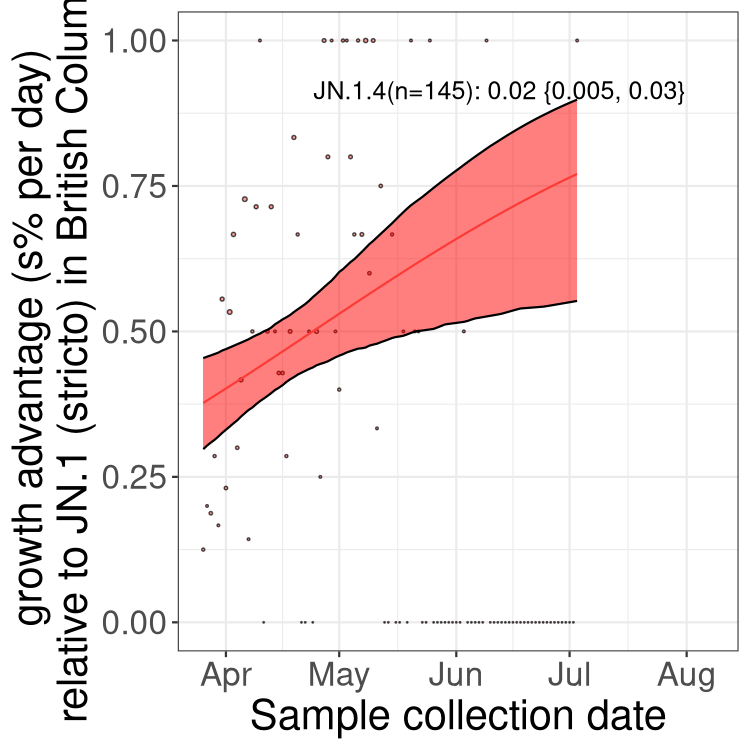 growth advantage (s% per day)
relative to JN.1 (stricto) in British Colum
1.00
0.75
0.50
0.25
0.00
JN.1.4(n=145): 0.02 {0.005, 0.03}
Apr May Jun Jul Aug
Sample collection date